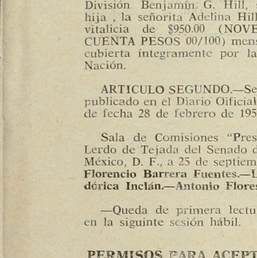 División Benjamín G. Hill,
hija , la señorita Adelina Hill
vitalicia de $950.00 (NOVE
CUENTA PESOS 00/100) mens
cubierta íntegramente por la
Nación.
ARTICULO SEGUNDO.—Se
publicado en el Diario Oficial
de fecha 28 de febrero de 195
Sala de Comisiones "Pres
Lerdo de Tejada del Senado d
México, D. F., a 25 de septiem
Florencio Barrera Fuentes.—L
dórica Inclán.—Antonio Flores
—Queda de primera lectu
en la siguinte sesión hábil.
PERMISOS PARA ACEPT